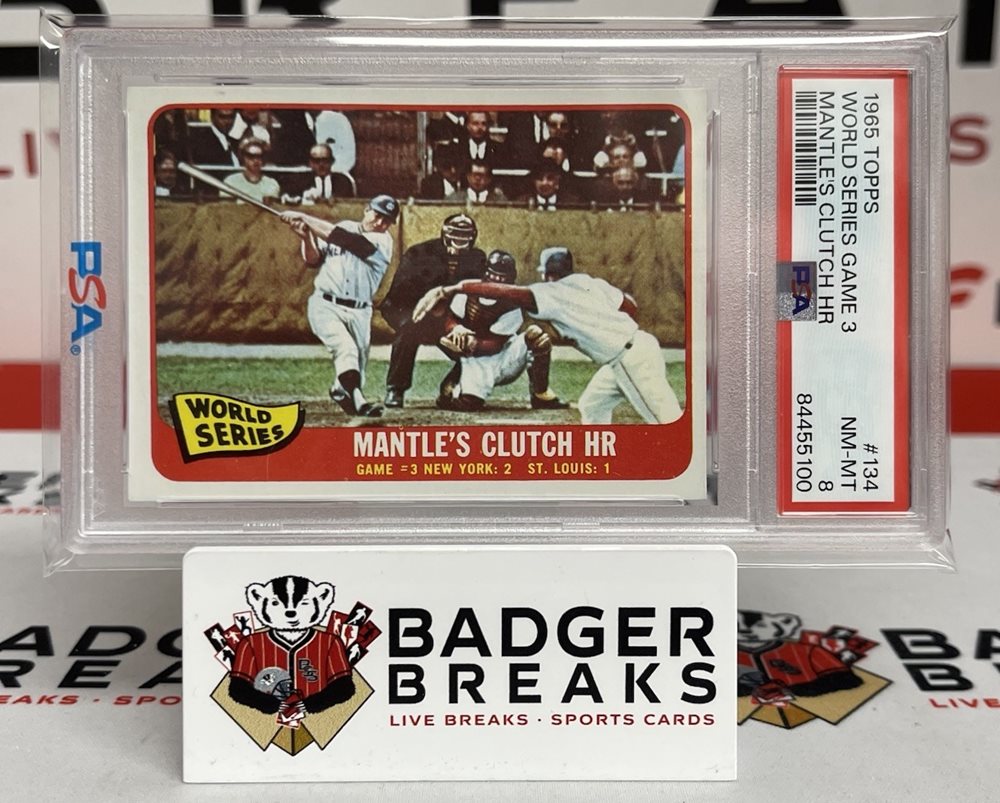 PSA
WORLD
SERIES
MANTLE'S CLUTCH HR
GAME =3 NEW YORK: 2 ST. LOUIS: 1
1965 TOPPS #134
WORLD SERIES GAME 3 NM-MT
MANTLE'S CLUTCH HR 8
PSA 84455100
BADGER
BREAKS
LIVE BREAKS · SPORTS CARDS